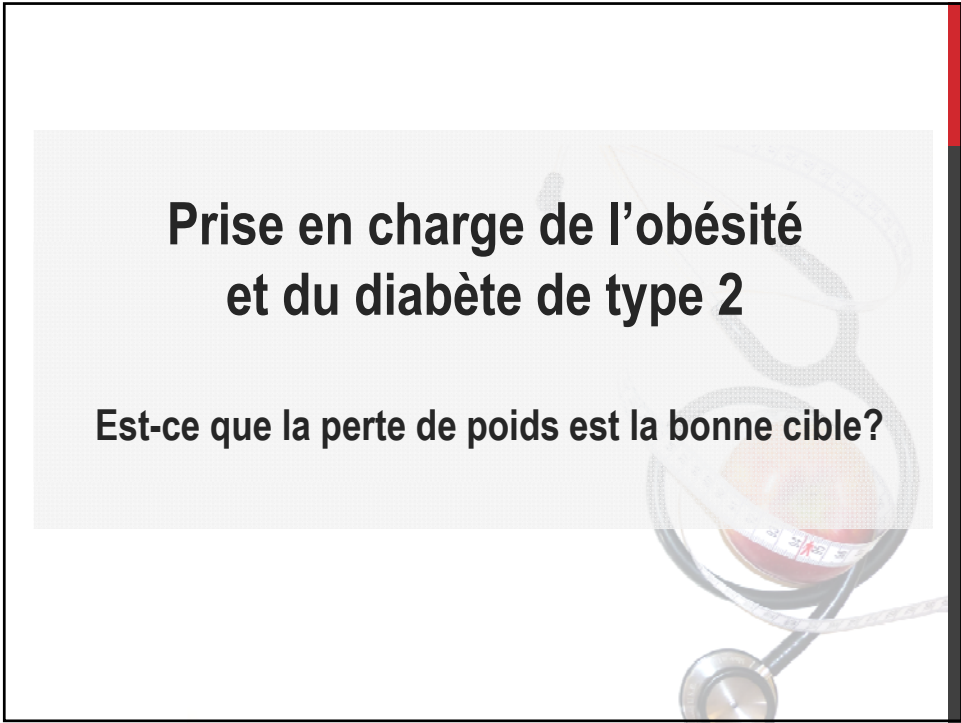 Prise en charge de l’obésité
et du diabète de type 2
Est-ce que la perte de poids est la bonne cible?